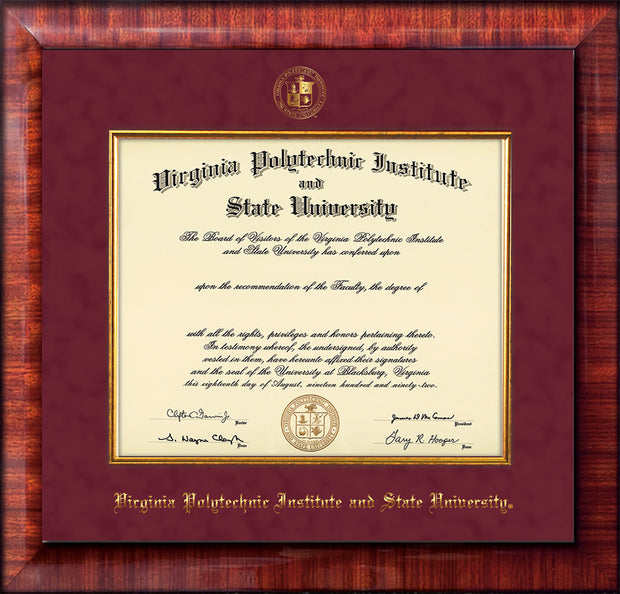 Virginia Polytechnic Institute
and
State University
The Board of Visitors of the Virginia Polytechnic Institute
and State University has conferred upon
upon the recommendation of the Faculty, the degree of
with all the rights, privileges and honors pertaining thereto.
In testimony whereof, the undersigned, by authority
vested in them, have hereunto affixed their signatures
and the seal of the University at Blacksburg, Virginia
this eighteenth day of August, nineteen hundred and ninety-two.
Rector
President
Gary R. Hooper
Dean
Virginia Polytechnic Institute and State University®